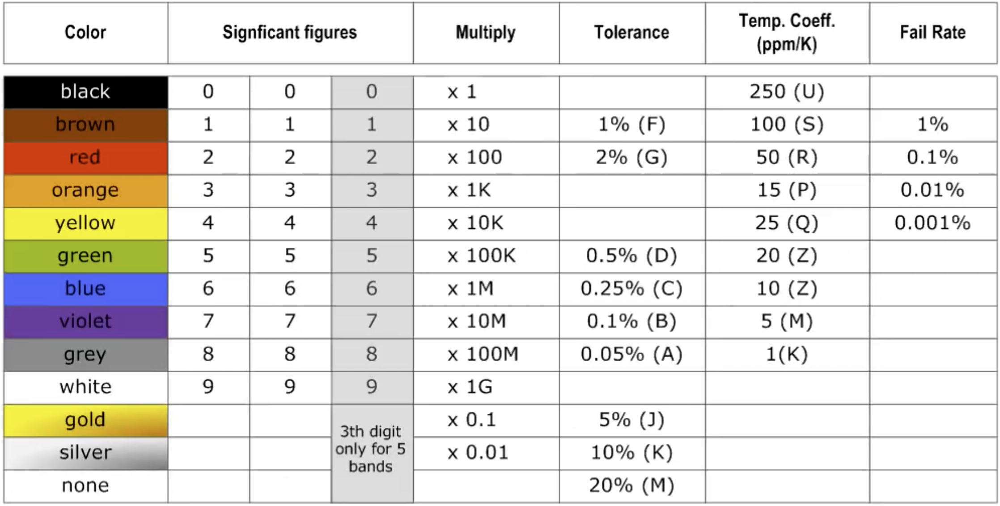 Color Signficant figures Multiply Tolerance Temp. Coeff. (ppm/K) Fail Rate
black 0 0 0 x 1 250 (U)
brown 1 1 1 x 10 1% (F) 100 (S) 1%
red 2 2 2 x 100 2% (G) 50 (R) 0.1%
orange 3 3 3 x 1K 15 (P) 0.01%
yellow 4 4 4 x 10K 25 (Q) 0.001%
green 5 5 5 x 100K 0.5% (D) 20 (Z)
blue 6 6 6 x 1M 0.25% (C) 10 (Z)
violet 7 7 7 x 10M 0.1% (B) 5 (M)
grey 8 8 8 x 100M 0.05% (A) 1(K)
white 9 9 9 x 1G
gold x 0.1 5% (J)
3th digit
only for 5
bands
silver x 0.01 10% (K)
none 20% (M)